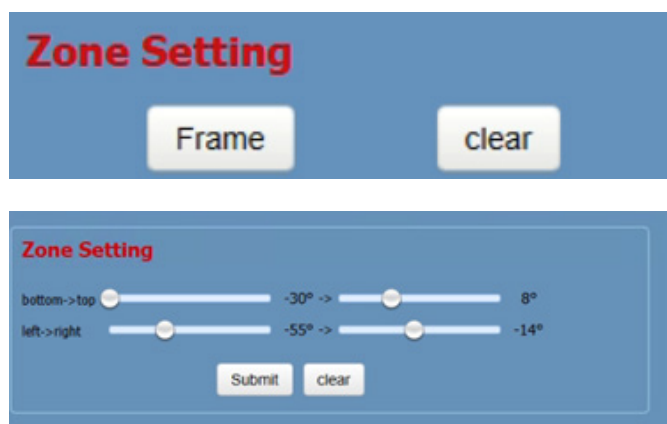 Zone Setting
Frame clear
Zone Setting
bottom->top -30° -> 8°
left->right -55° -> -14°
Submit clear